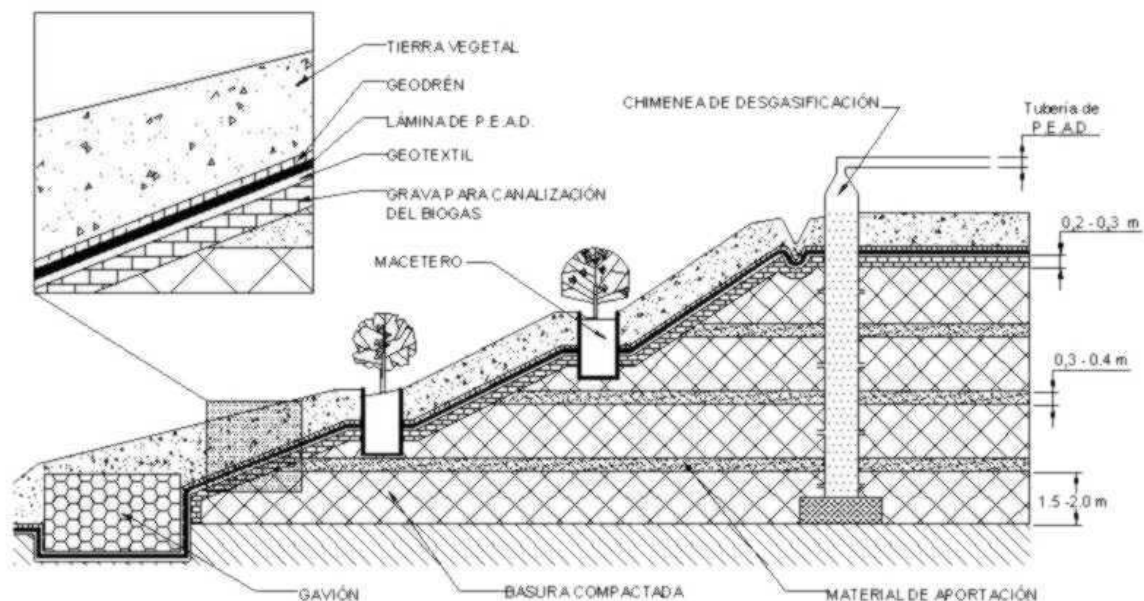 TIERRA VEGETAL
GEODRÉN
LÁMINA DE P.E.A.D.
GEOTEXTIL
GRAVA PARA CANALIZACIÓN
DEL BIOGAS
CHIMENEA DE DESGASIFICACIÓN
Tubería de
P.E.A.D.
MACETERO
0,2 - 0,3 m
0,3 - 0.4 m
1.5 - 2.0 m
GAVIÓN
BASURA COMPACTADA
MATERIAL DE APORTACIÓN